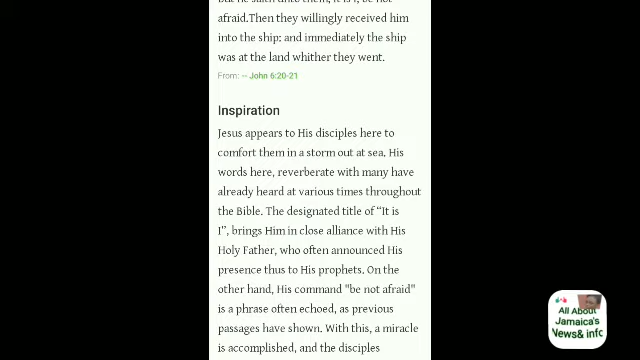 but he saith unto them, It is I; be not
afraid.Then they willingly received him
into the ship: and immediately the ship
was at the land whither they went.
From: -- John 6:20-21
Inspiration
Jesus appears to His disciples here to
comfort them in a storm out at sea. His
words here, reverberate with many have
already heard at various times throughout
the Bible. The designated title of “It is
I”, brings Him in close alliance with His
Holy Father, who often announced His
presence thus to His prophets. On the
other hand, His command "be not afraid"
is a phrase often echoed, as previous
passages have shown. With this, a miracle
is accomplished, and the disciples
All About
Jamaica's
News& info